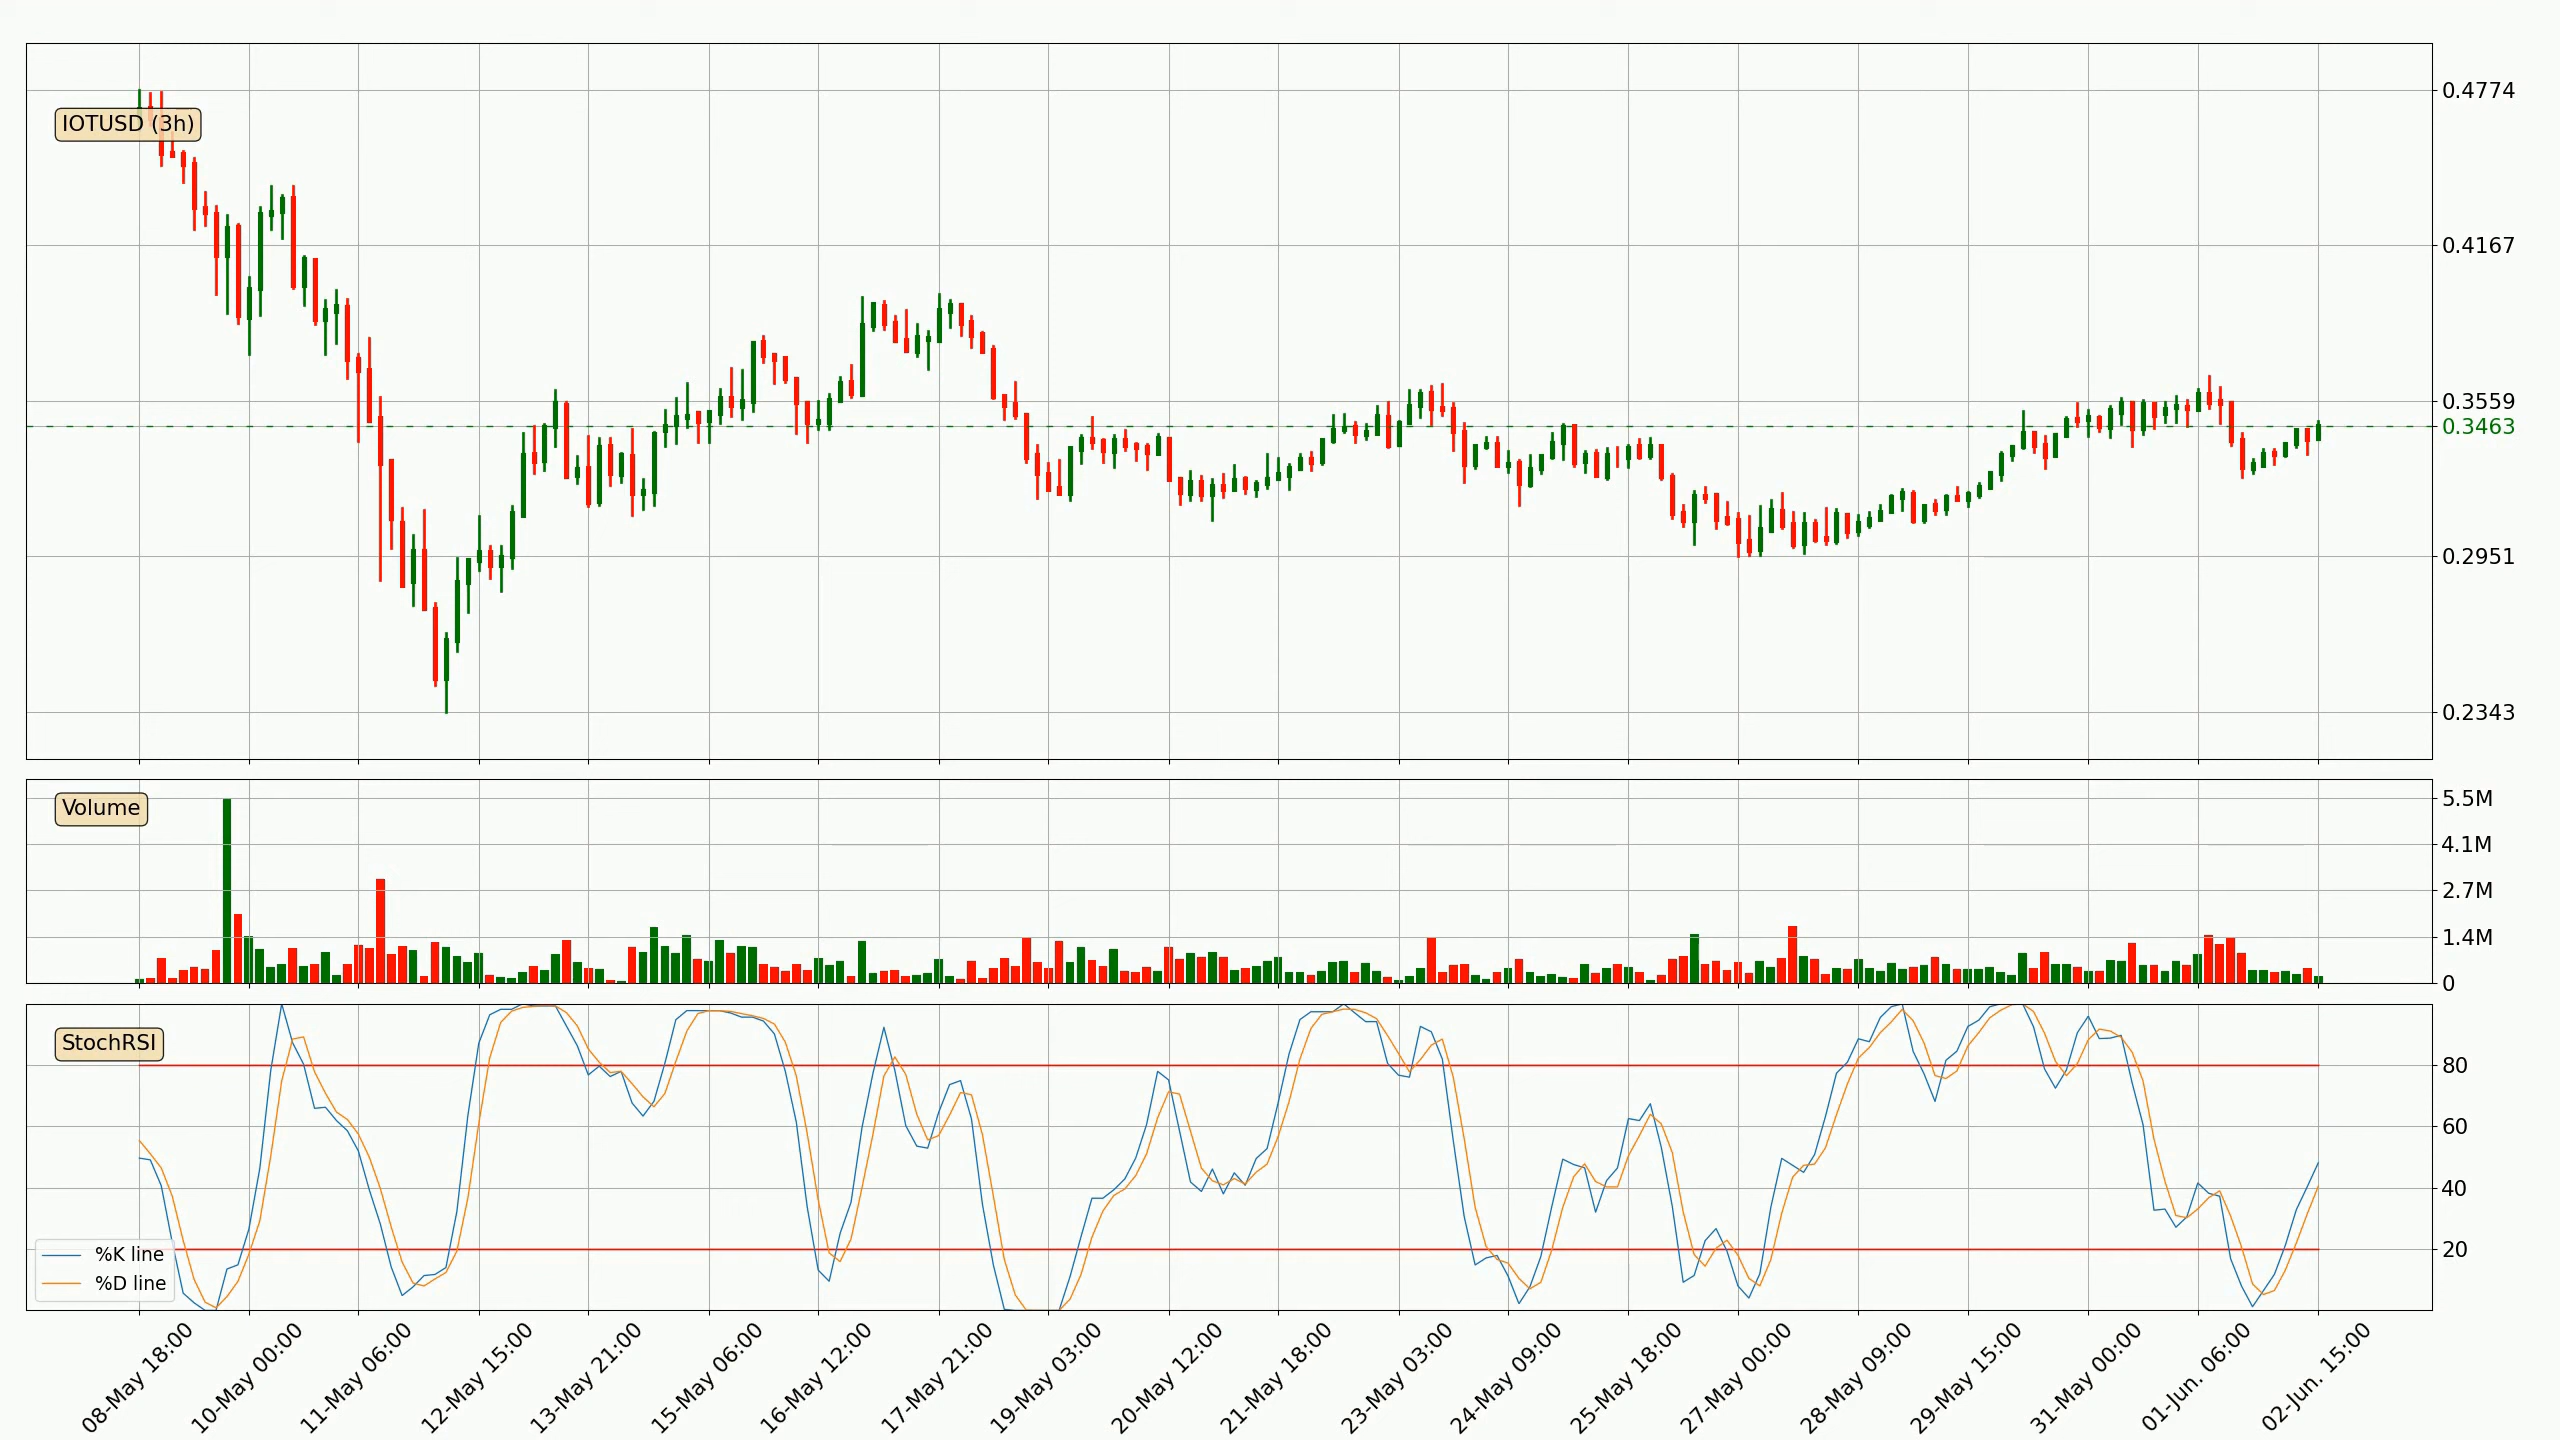 IOTUSD (3h)
0.4774
0.4167
0.3559
0.3463
0.2951
0.2343
Volume
5.5M
4.1M
2.7M
1.4M
0
StochRSI
80
60
40
20
%K line
%D line
08-May 18:00
10-May 00:00
11-May 06:00
12-May 15:00
13-May 21:00
15-May 06:00
16-May 12:00
17-May 21:00
19-May 03:00
20-May 12:00
21-May 18:00
23-May 03:00
24-May 09:00
25-May 18:00
27-May 00:00
28-May 09:00
29-May 15:00
31-May 00:00
01-Jun. 06:00
02-Jun. 15:00